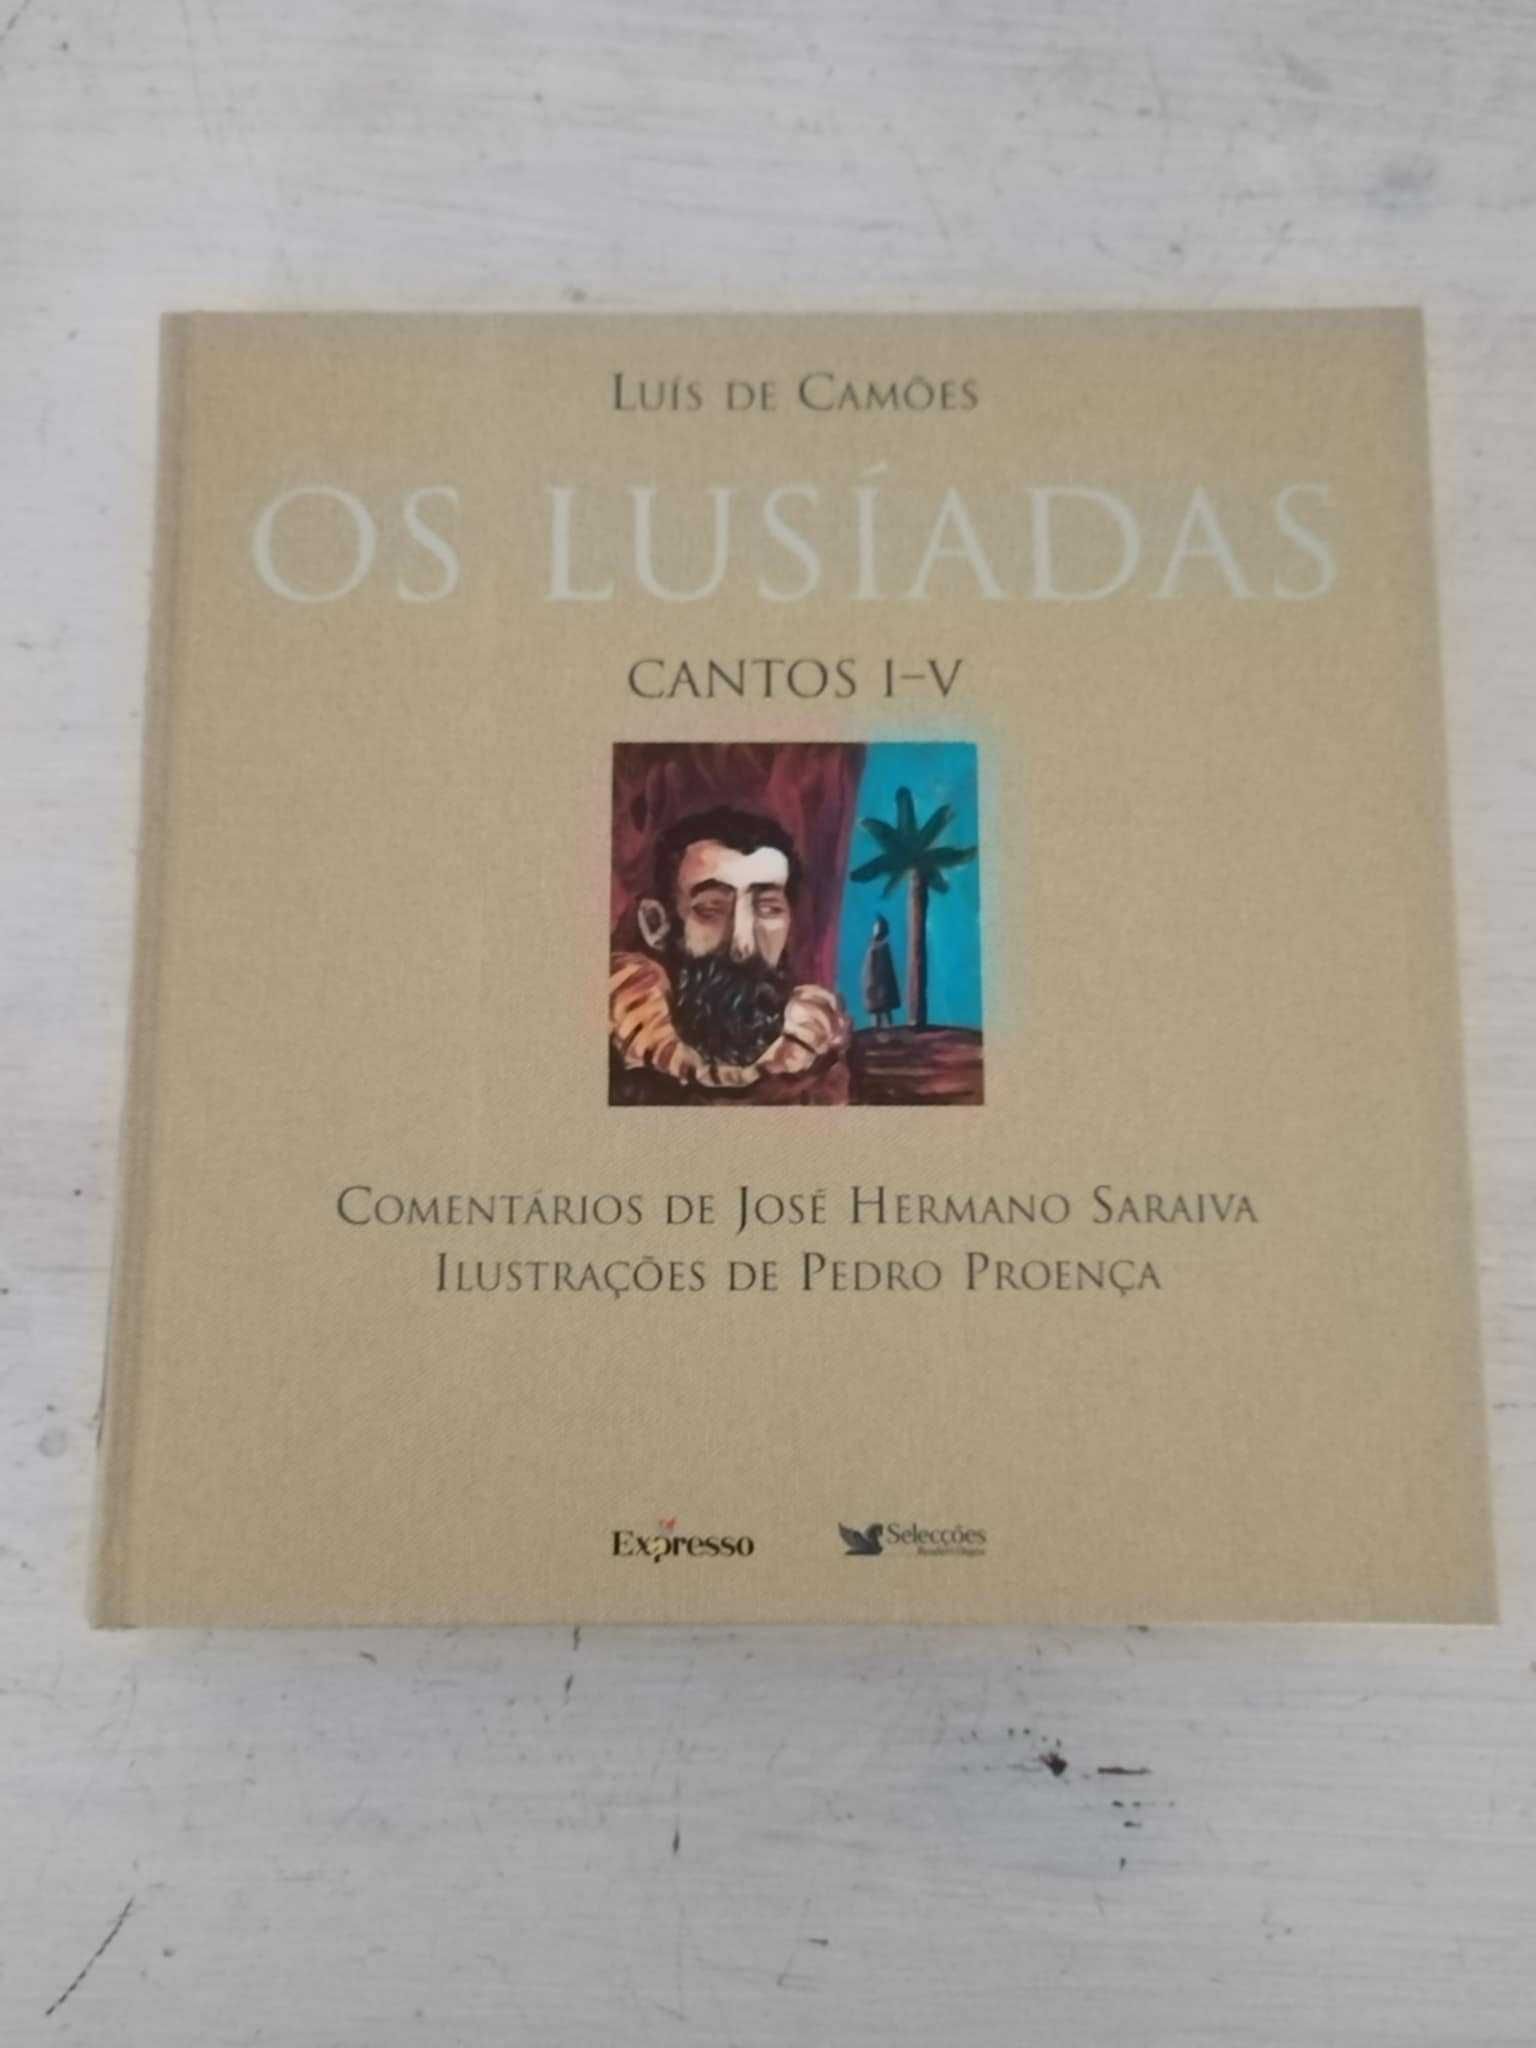 Luís de Camões
OS LUSÍADAS
CANTOS I–V
Comentários de José Hermano Saraiva
Ilustrações de Pedro Proença
Expresso
Selecções